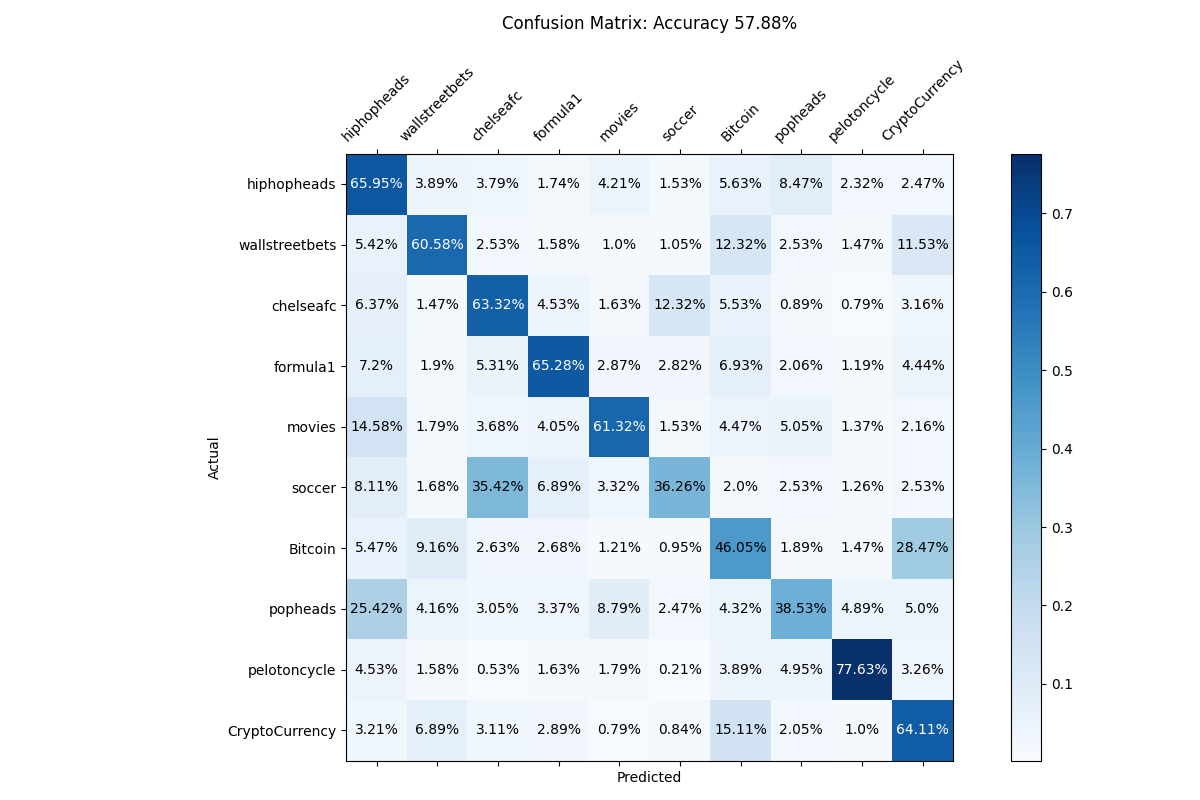 Confusion Matrix: Accuracy 57.88%
hiphopheads wallstreetbets chelseafc formula1 movies soccer Bitcoin popheads pelotoncycle CryptoCurrency
hiphopheads 65.95% 3.89% 3.79% 1.74% 4.21% 1.53% 5.63% 8.47% 2.32% 2.47%
wallstreetbets 5.42% 60.58% 2.53% 1.58% 1.0% 1.05% 12.32% 2.53% 1.47% 11.53%
chelseafc 6.37% 1.47% 63.32% 4.53% 1.63% 12.32% 5.53% 0.89% 0.79% 3.16%
formula1 7.2% 1.9% 5.31% 65.28% 2.87% 2.82% 6.93% 2.06% 1.19% 4.44%
movies 14.58% 1.79% 3.68% 4.05% 61.32% 1.53% 4.47% 5.05% 1.37% 2.16%
soccer 8.11% 1.68% 35.42% 6.89% 3.32% 36.26% 2.0% 2.53% 1.26% 2.53%
Bitcoin 5.47% 9.16% 2.63% 2.68% 1.21% 0.95% 46.05% 1.89% 1.47% 28.47%
popheads 25.42% 4.16% 3.05% 3.37% 8.79% 2.47% 4.32% 38.53% 4.89% 5.0%
pelotoncycle 4.53% 1.58% 0.53% 1.63% 1.79% 0.21% 3.89% 4.95% 77.63% 3.26%
CryptoCurrency 3.21% 6.89% 3.11% 2.89% 0.79% 0.84% 15.11% 2.05% 1.0% 64.11%
Actual
Predicted
0.7
0.6
0.5
0.4
0.3
0.2
0.1